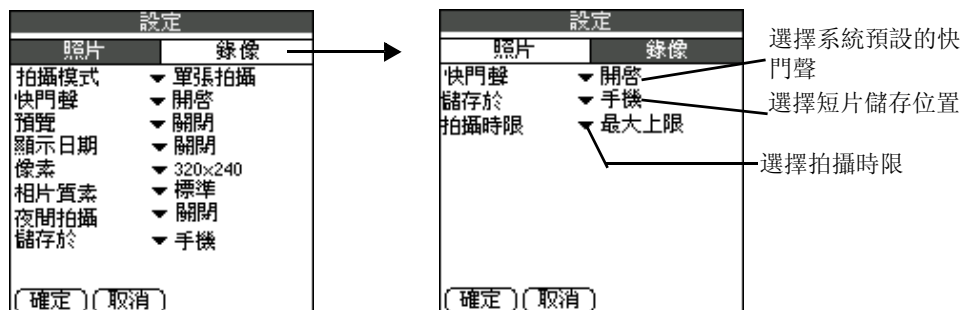 設定
照片 錄像
拍攝模式 單張拍攝
快門聲 開啓
預覽 關閉
顯示日期 關閉
像素 320x240
相片質素 標準
夜間拍攝 關閉
儲存於 手機
確定 取消
設定
照片 錄像
快門聲 開啓
儲存於 手機
拍攝時限 最大上限
確定 取消
選擇系統預設的快
門聲
選擇短片儲存位置
選擇拍攝時限